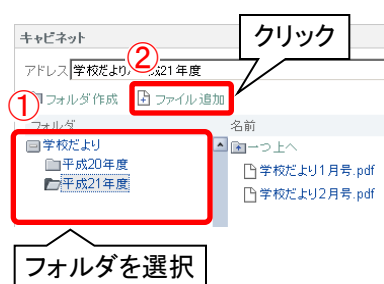 クリック
キャビネット
②
アドレス 学校だより/ 成21年度
①
フォルダ作成 ファイル追加
フォルダ 名前
学校だより 一つ上へ
平成20年度 学校だより1月号.pdf
平成21年度 学校だより2月号.pdf
フォルダを選択